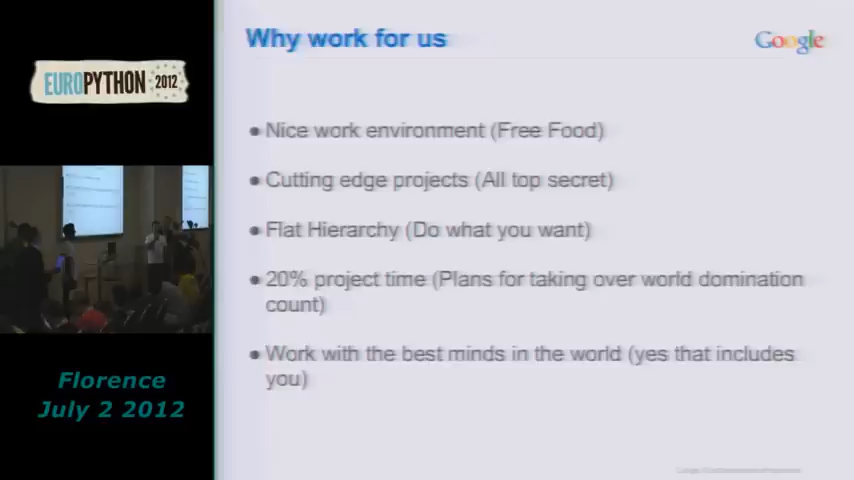 Why work for us
Google
EUROPYTHON 2012
● Nice work environment (Free Food)
● Cutting edge projects (All top secret)
● Flat Hierarchy (Do what you want)
● 20% project time (Plans for taking over world domination
count)
● Work with the best minds in the world (yes that includes
you)
Florence
July 2 2012